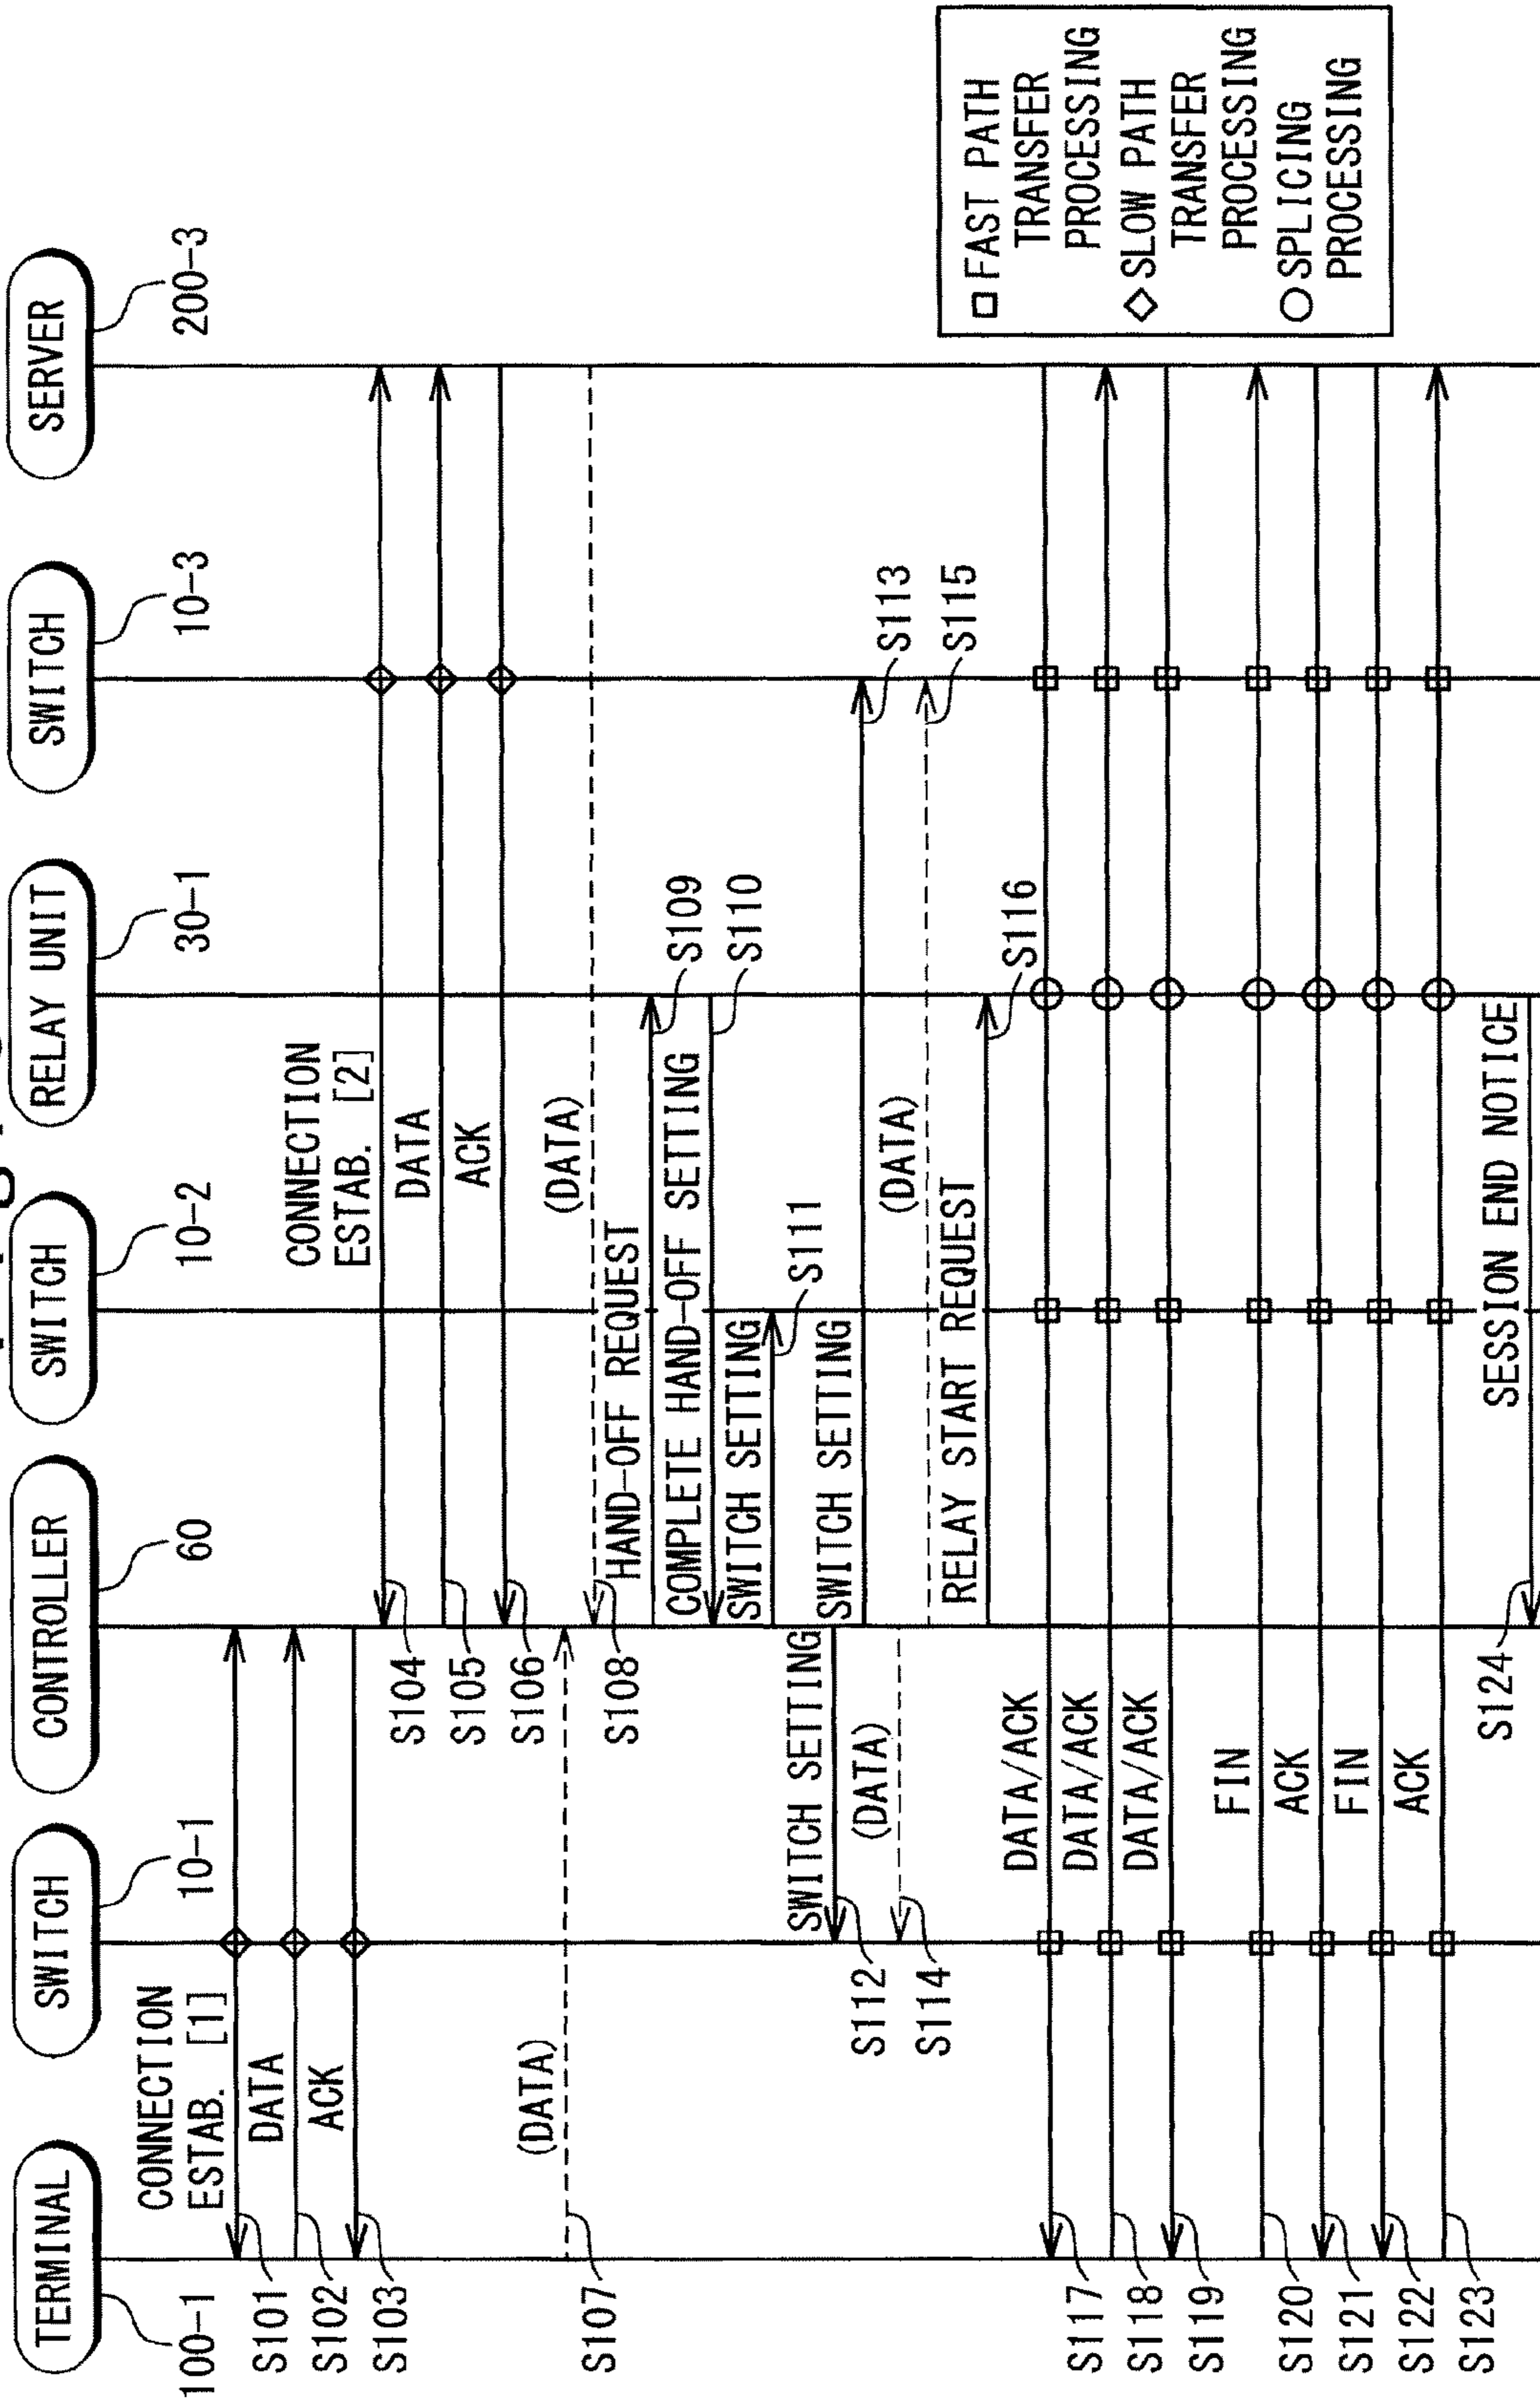 TERMINAL
SWITCH
CONTROLLER
SWITCH
RELAY UNIT
SWITCH
SERVER
100-1
10-1
60
10-2
30-1
10-3
200-3
CONNECTION
ESTAB. [1]
S101
DATA
S102
ACK
S103
CONNECTION
ESTAB. [2]
S104
DATA
S105
ACK
S106
(DATA)
S107
(DATA)
S108
HAND-OFF REQUEST
S109
COMPLETE HAND-OFF SETTING
S110
SWITCH SETTING
S111
SWITCH SETTING
S112
SWITCH SETTING
S113
(DATA)
S114
(DATA)
S115
RELAY START REQUEST
S116
DATA/ACK
S117
DATA/ACK
S118
DATA/ACK
S119
FIN
S120
ACK
S121
FIN
S122
ACK
S123
SESSION END NOTICE
S124
FAST PATH
TRANSFER
PROCESSING
SLOW PATH
TRANSFER
PROCESSING
SPLICING
PROCESSING